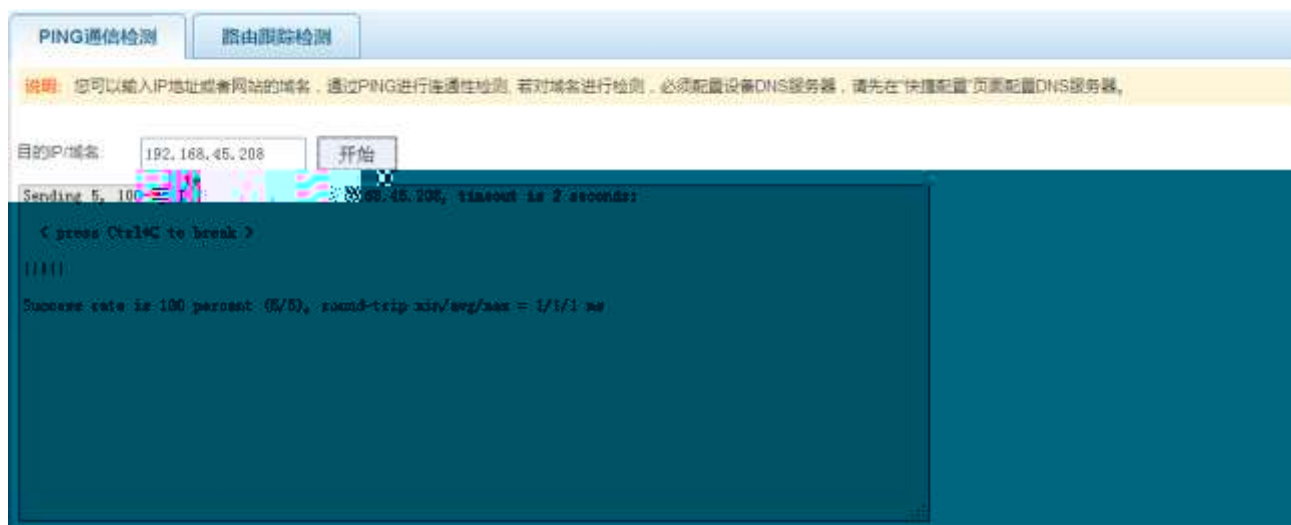 PING通信检测
路由跟踪检测
说明: 您可以输入IP地址或者网站的域名，通过PING进行连通性检测, 若对域名进行检测，必须配置设备DNS服务器，请先在"快捷配置"页面配置DNS服务器。
目的IP/域名: 192.168.45.208 开始
Sending 5, 100 68.45.208, timeout is 2 seconds:
< press Ctrl+C to break >
!!!!!
Success rate is 100 percent (5/5), round-trip min/avg/max = 1/1/1 ms